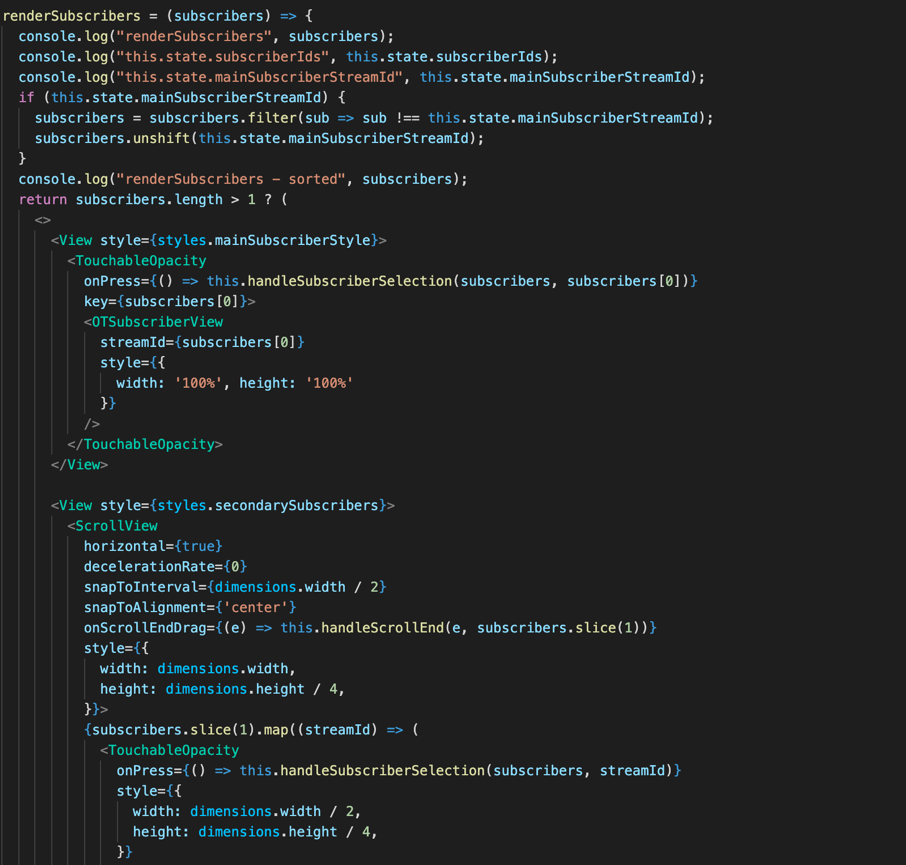 renderSubscribers = (subscribers) => {
console.log("renderSubscribers", subscribers);
console.log("this.state.subscriberIds", this.state.subscriberIds);
console.log("this.state.mainSubscriberStreamId", this.state.mainSubscriberStreamId);
if (this.state.mainSubscriberStreamId) {
subscribers = subscribers.filter(sub => sub !== this.state.mainSubscriberStreamId);
subscribers.unshift(this.state.mainSubscriberStreamId);
}
console.log("renderSubscribers - sorted", subscribers);
return subscribers.length > 1 ? (
<>
<View style={styles.mainSubscriberStyle}>
<TouchableOpacity
onPress={() => this.handleSubscriberSelection(subscribers, subscribers[0])}
key={subscribers[0]}>
<OTSubscriberView
streamId={subscribers[0]}
style={{
width: '100%', height: '100%'
}}
/>
</TouchableOpacity>
</View>
<View style={styles.secondarySubscribers}>
<ScrollView
horizontal={true}
decelerationRate={0}
snapToInterval={dimensions.width / 2}
snapToAlignment={'center'}
onScrollEndDrag={(e) => this.handleScrollEnd(e, subscribers.slice(1))}
style={{
width: dimensions.width,
height: dimensions.height / 4,
}}>
{subscribers.slice(1).map((streamId) => (
<TouchableOpacity
onPress={() => this.handleSubscriberSelection(subscribers, streamId)}
style={{
width: dimensions.width / 2,
height: dimensions.height / 4,
}}